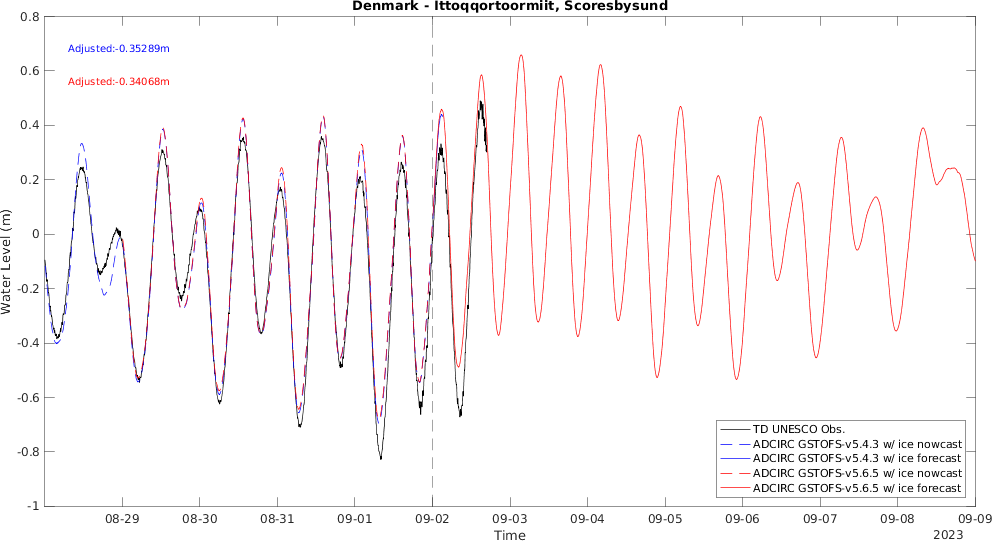 Denmark - Ittoqqortoormiit, Scoresbysund
Adjusted:-0.35289m
Adjusted:-0.34068m
0.8
0.6
0.4
0.2
0
-0.2
-0.4
-0.6
-0.8
-1
Water Level (m)
TD UNESCO Obs.
ADCIRC GSTOFS-v5.4.3 w/ ice nowcast
ADCIRC GSTOFS-v5.4.3 w/ ice forecast
ADCIRC GSTOFS-v5.6.5 w/ ice nowcast
ADCIRC GSTOFS-v5.6.5 w/ ice forecast
08-29 08-30 08-31 09-01 09-02 09-03 09-04 09-05 09-06 09-07 09-08 09-09
Time
2023